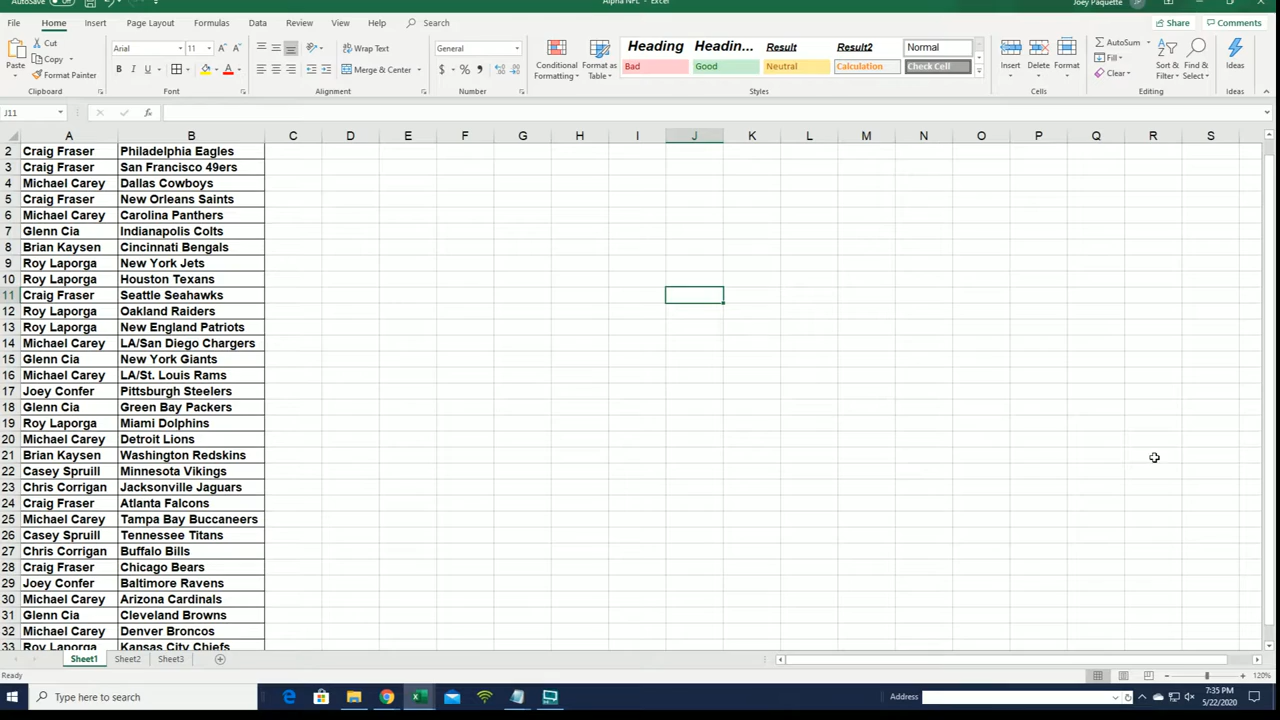 AutoSave Off Alpha NFL - Excel Joey Paquette JP
File Home Insert Page Layout Formulas Data Review View Help Search Share Comments
Paste Cut Copy Format Painter Clipboard
Arial 11 A A B I U A Font
Wrap Text Merge & Center Alignment
General $ % Number
Conditional Formatting Format as Table
Heading Headin... Result Result2 Normal
Bad Good Neutral Calculation Check Cell
Styles
Insert Delete Format Cells
AutoSum Fill Clear Sort & Filter Find & Select Editing
Ideas Ideas
J11 fx
A B C D E F G H I J K L M N O P Q R S
2 Craig Fraser Philadelphia Eagles
3 Craig Fraser San Francisco 49ers
4 Michael Carey Dallas Cowboys
5 Craig Fraser New Orleans Saints
6 Michael Carey Carolina Panthers
7 Glenn Cia Indianapolis Colts
8 Brian Kaysen Cincinnati Bengals
9 Roy Laporga New York Jets
10 Roy Laporga Houston Texans
11 Craig Fraser Seattle Seahawks
12 Roy Laporga Oakland Raiders
13 Roy Laporga New England Patriots
14 Michael Carey LA/San Diego Chargers
15 Glenn Cia New York Giants
16 Michael Carey LA/St. Louis Rams
17 Joey Confer Pittsburgh Steelers
18 Glenn Cia Green Bay Packers
19 Roy Laporga Miami Dolphins
20 Michael Carey Detroit Lions
21 Brian Kaysen Washington Redskins
22 Casey Spruill Minnesota Vikings
23 Chris Corrigan Jacksonville Jaguars
24 Craig Fraser Atlanta Falcons
25 Michael Carey Tampa Bay Buccaneers
26 Casey Spruill Tennessee Titans
27 Chris Corrigan Buffalo Bills
28 Craig Fraser Chicago Bears
29 Joey Confer Baltimore Ravens
30 Michael Carey Arizona Cardinals
31 Glenn Cia Cleveland Browns
32 Michael Carey Denver Broncos
33 Roy Laporga Kansas City Chiefs
Sheet1 Sheet2 Sheet3
Ready 120%
Type here to search Address 7:35 PM
5/22/2020